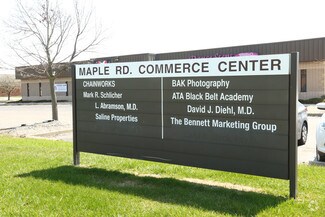 MAPLE RD. COMMERCE CENTER
CHAINWORKS
Mark R. Schlicher
L. Abramson, M.D.
Saline Properties
BAK Photography
ATA Black Belt Academy
David J. Diehl, M.D.
The Bennett Marketing Group